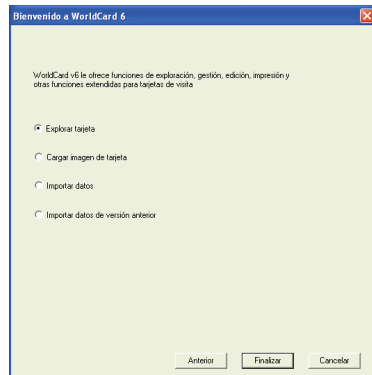 Bienvenido a WorldCard 6
WorldCard v6 le ofrece funciones de exploración, gestión, edición, impresión y
otras funciones extendidas para tarjetas de visita
Explorar tarjeta
Cargar imagen de tarjeta
Importar datos
Importar datos de versión anterior
Anterior
Finalizar
Cancelar